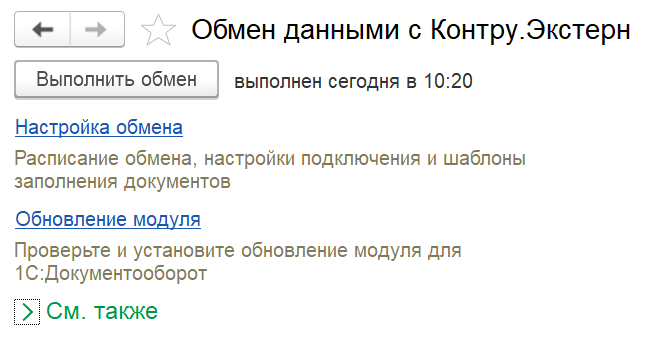 Обмен данными с Контру.Экстерн
Выполнить обмен выполнен сегодня в 10:20
Настройка обмена
Расписание обмена, настройки подключения и шаблоны
заполнения документов
Обновление модуля
Проверьте и установите обновление модуля для
1С:Документооборот
См. также